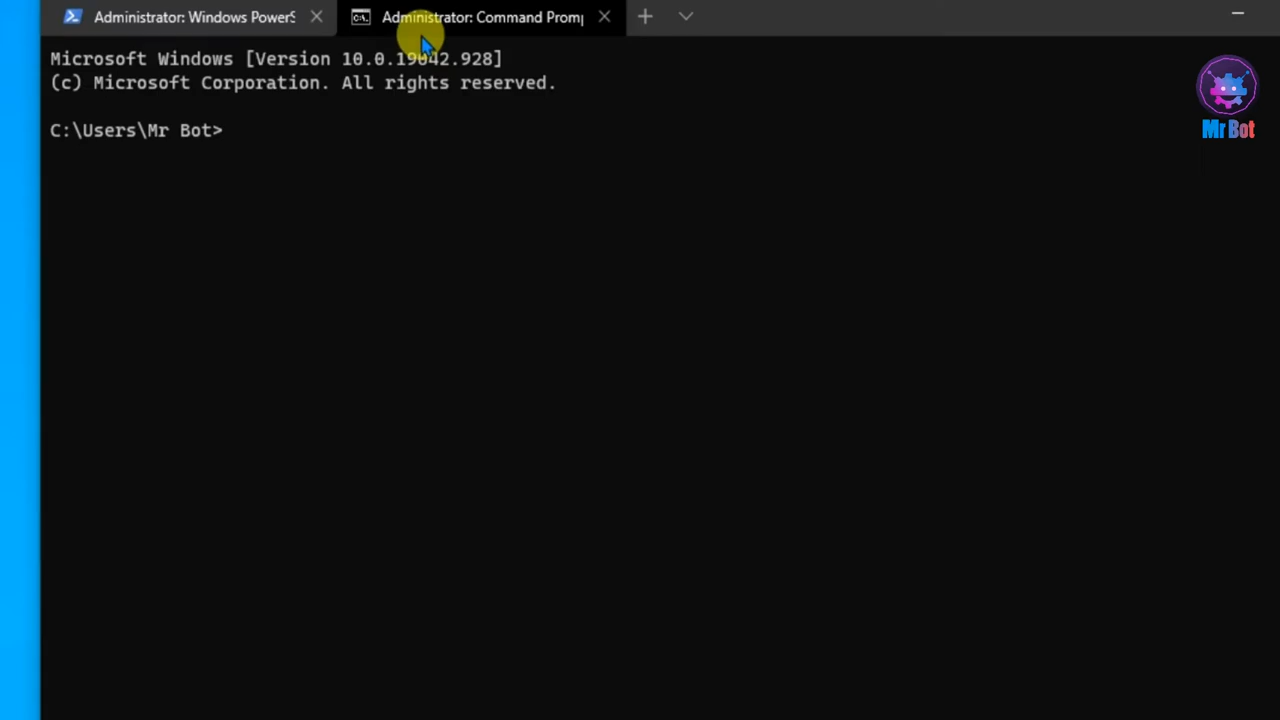 Administrator: Windows PowerS
Administrator: Command Prom
Microsoft Windows [Version 10.0.19042.928]
(c) Microsoft Corporation. All rights reserved.
C:\Users\Mr Bot>
Mr Bot